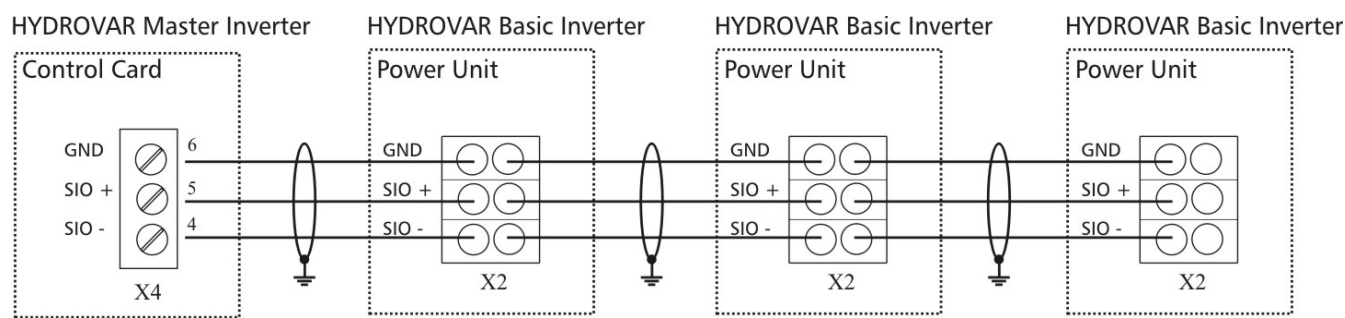 HYDROVAR Master Inverter
HYDROVAR Basic Inverter
HYDROVAR Basic Inverter
HYDROVAR Basic Inverter
Control Card
Power Unit
Power Unit
Power Unit
GND
6
GND
GND
GND
SIO +
5
SIO +
SIO +
SIO +
SIO -
4
SIO -
SIO -
SIO -
X4
X2
X2
X2